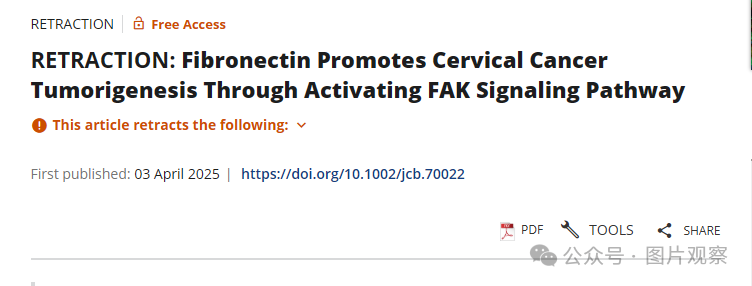 RETRACTION Free Access
RETRACTION: Fibronectin Promotes Cervical Cancer
Tumorigenesis Through Activating FAK Signaling Pathway
This article retracts the following:
First published: 03 April 2025 | https://doi.org/10.1002/jcb.70022
PDF TOOLS SHARE
公众号 · 图片观察